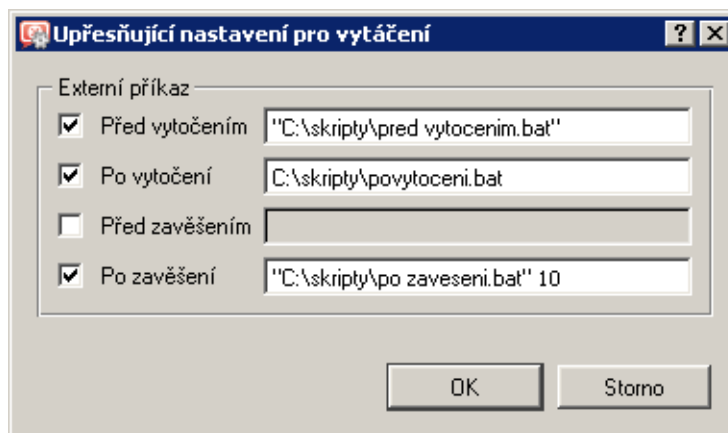 Upřesňující nastavení pro vytáčení
Externí příkaz
Před vytočením "C:\skripty\pred vytocenim.bat"
Po vytočení C:\skripty\povytoceni.bat
Před zavěšením
Po zavěšení "C:\skripty\po zaveseni.bat" 10
OK Storno